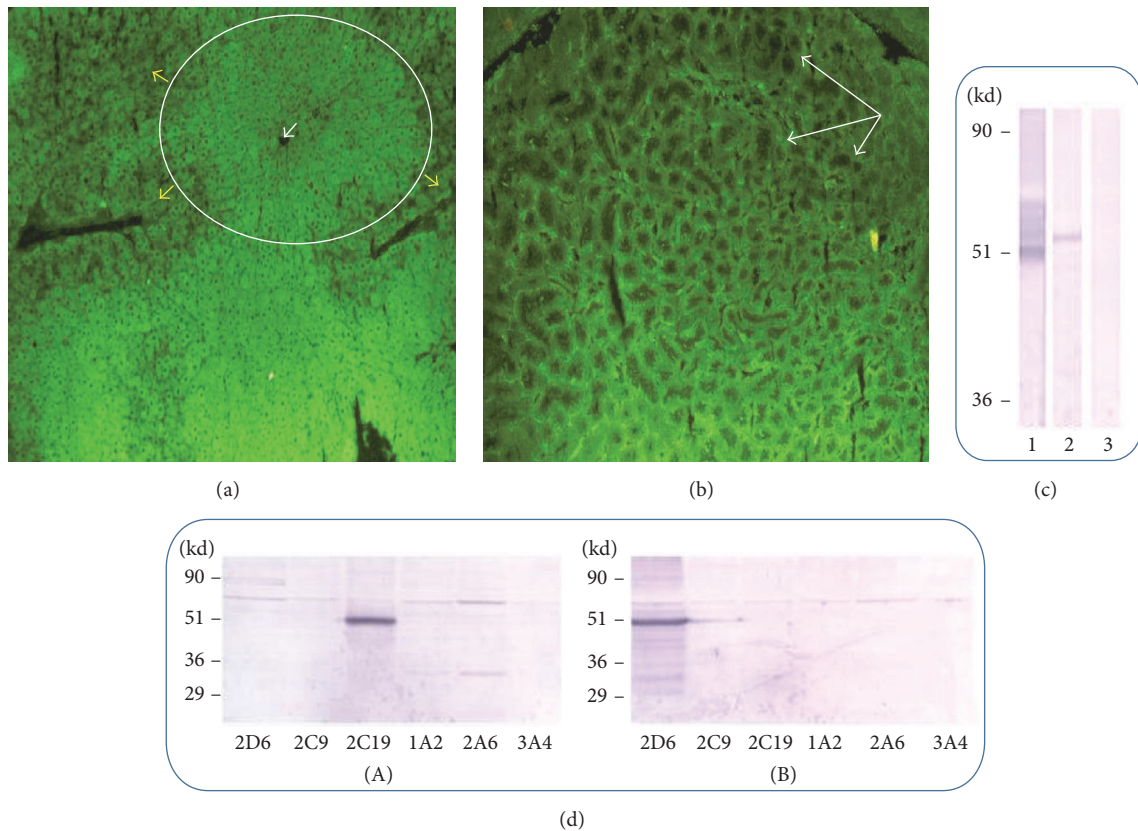 (a)
(b)
(kd)
90 –
51 –
36 –
1 2 3
(c)
(kd)
90 –
51 –
36 –
29 –
2D6 2C9 2C19 1A2 2A6 3A4
(A)
(kd)
90 –
51 –
36 –
29 –
2D6 2C9 2C19 1A2 2A6 3A4
(B)
(d)